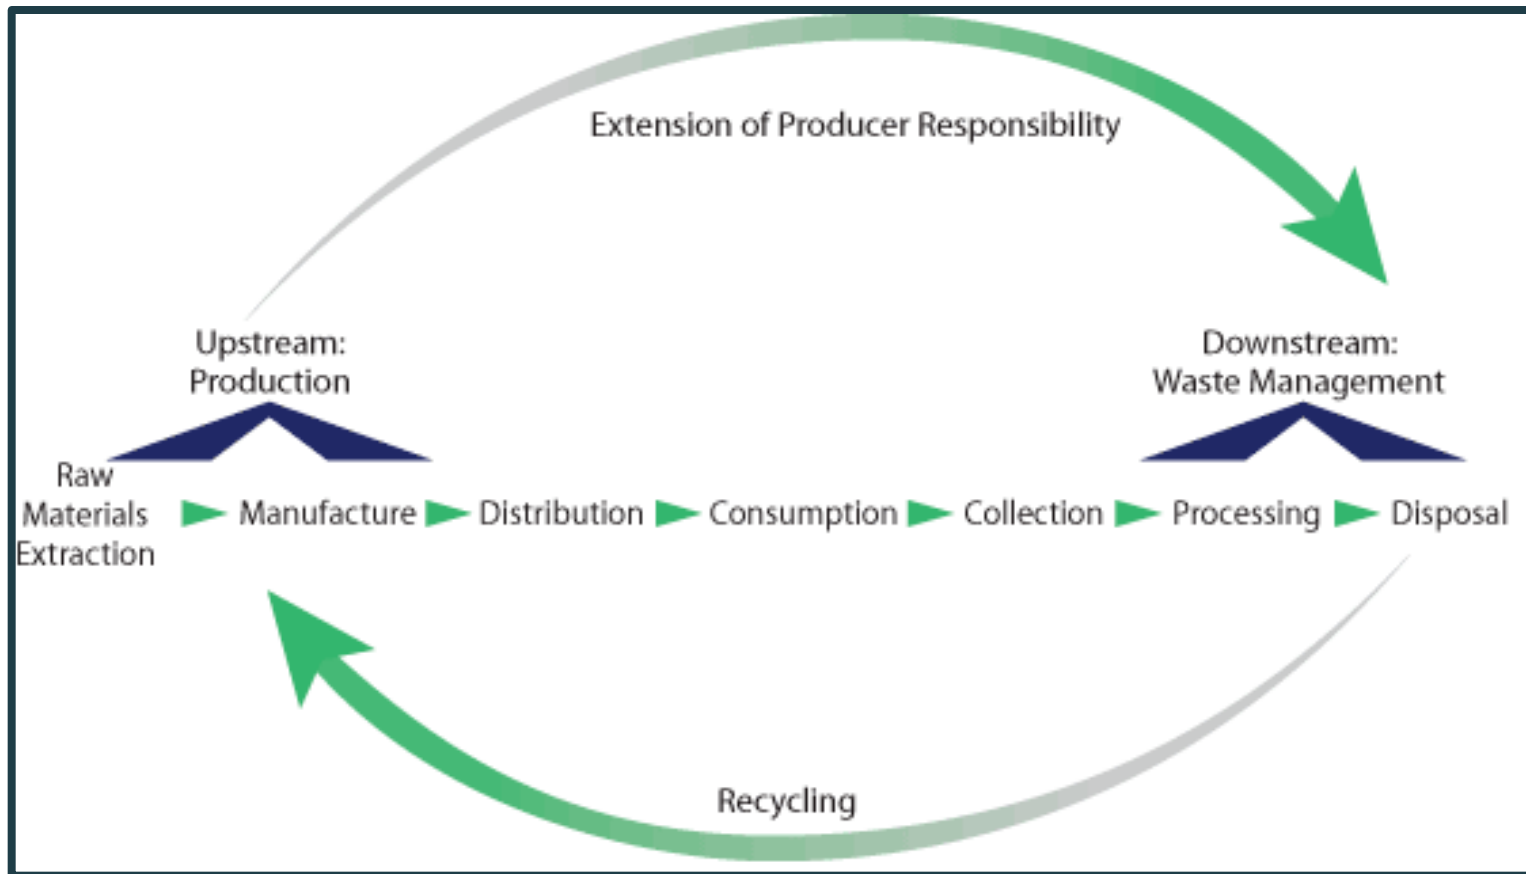 Extension of Producer Responsibility
Upstream:
Production
Downstream:
Waste Management
Raw
Materials
Extraction
Manufacture
Distribution
Consumption
Collection
Processing
Disposal
Recycling